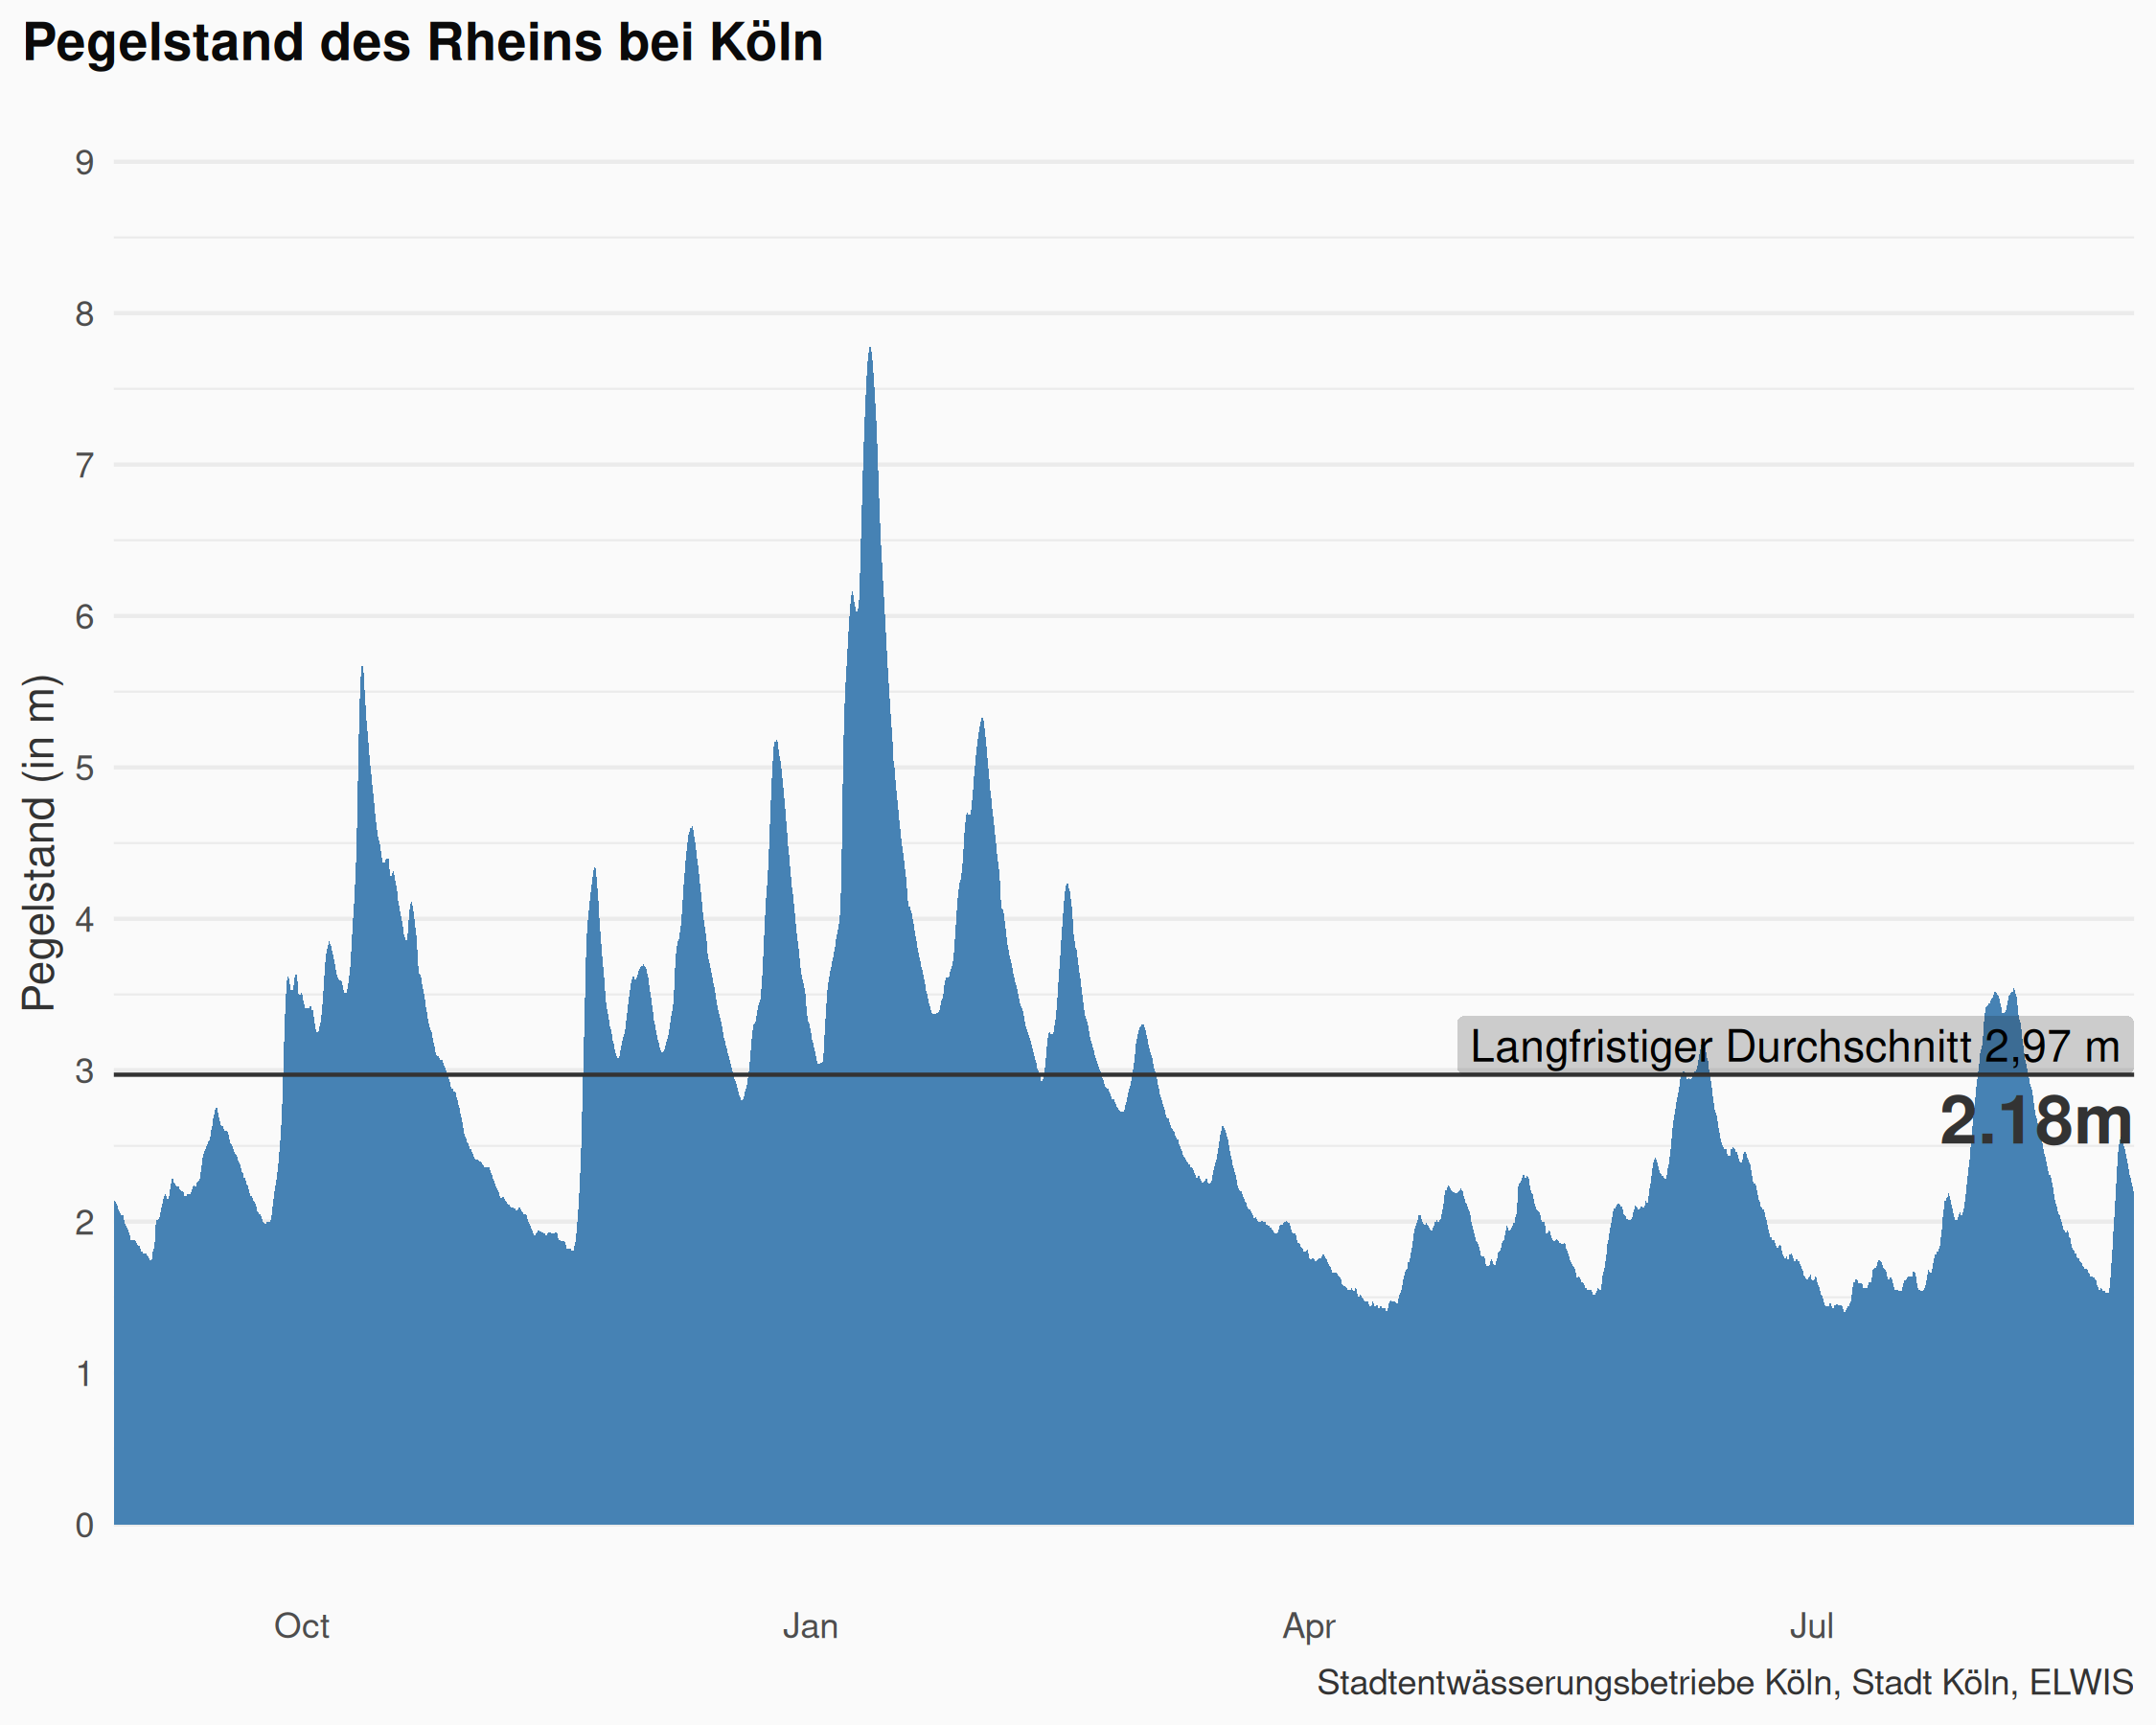 Pegelstand des Rheins bei Köln
9
8
7
6
5
4
3
2
1
0
Pegelstand (in m)
Langfristiger Durchschnitt 2,97 m
2.18m
Oct Jan Apr Jul
Stadtentwässerungsbetriebe Köln, Stadt Köln, ELWIS